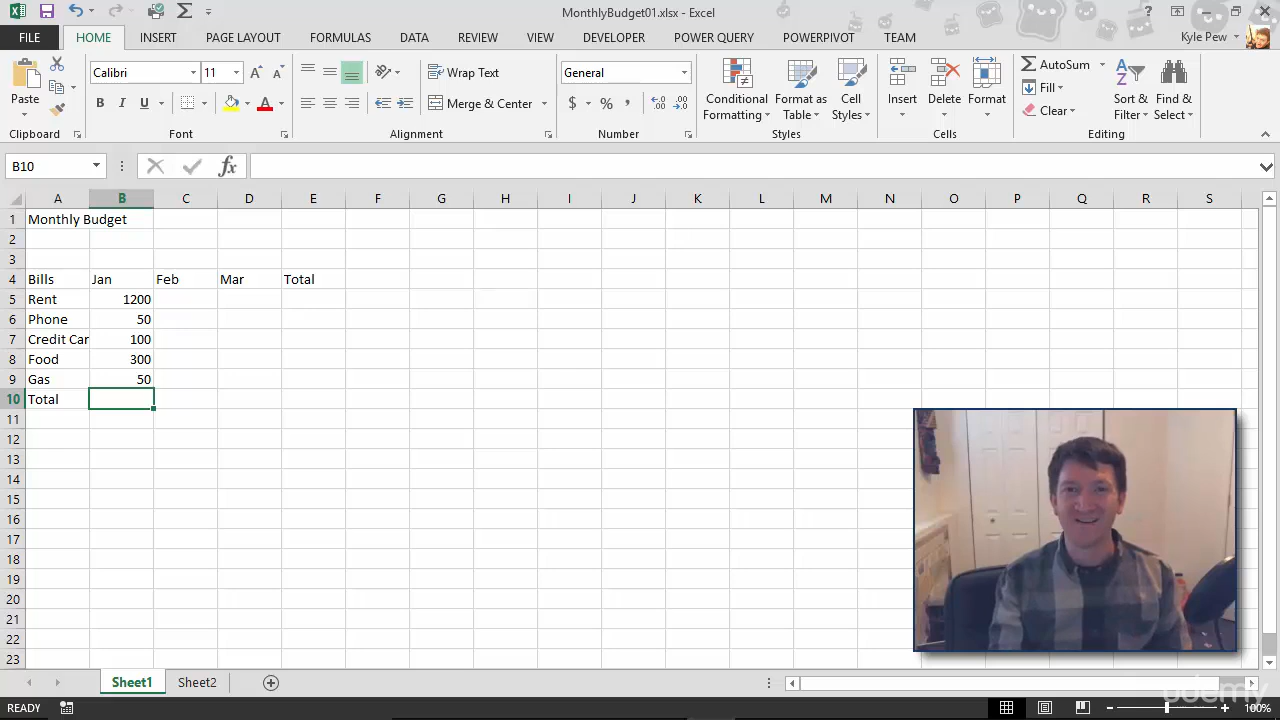 MonthlyBudget01.xlsx - Excel
FILE
HOME
INSERT
PAGE LAYOUT
FORMULAS
DATA
REVIEW
VIEW
DEVELOPER
POWER QUERY
POWERPIVOT
TEAM
Kyle Pew
Paste
Calibri
11
Wrap Text
Merge & Center
General
Conditional Formatting
Format as Table
Cell Styles
Insert
Delete
Format
AutoSum
Fill
Clear
Sort & Filter
Find & Select
Clipboard
Font
Alignment
Number
Styles
Cells
Editing
B10
fx
A B C D E F G H I J K L M N O P Q R S
1 Monthly Budget
2
3
4 Bills Jan Feb Mar Total
5 Rent 1200
6 Phone 50
7 Credit Car 100
8 Food 300
9 Gas 50
10 Total
11
12
13
14
15
16
17
18
19
20
21
22
23
Sheet1
Sheet2
udemy
READY
100%